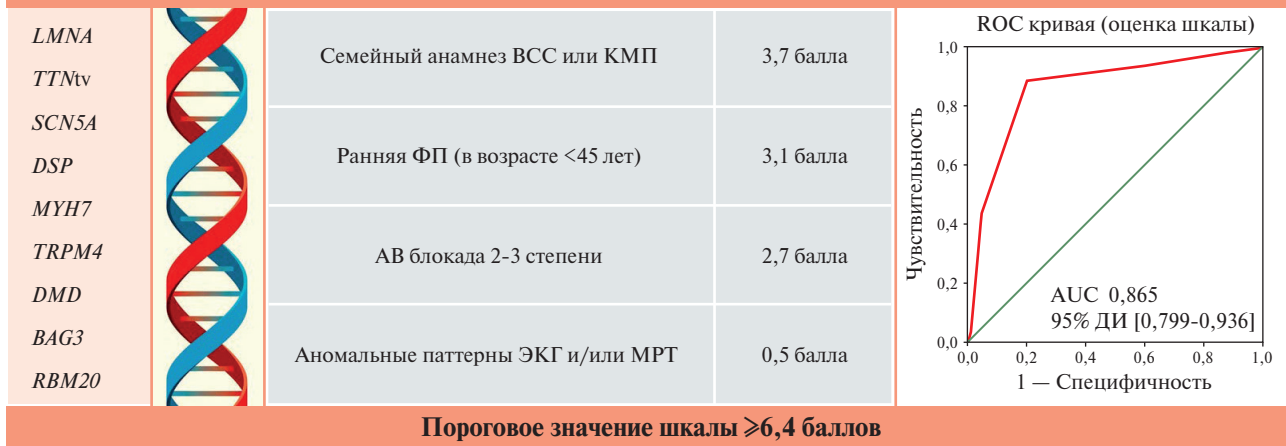 LMNA
TTNtv
SCN5A
DSP
MYH7
TRPM4
DMD
BAG3
RBM20
Семейный анамнез ВСС или КМП
3,7 балла
Ранняя ФП (в возрасте <45 лет)
3,1 балла
АВ блокада 2-3 степени
2,7 балла
Аномальные паттерны ЭКГ и/или МРТ
0,5 балла
ROC кривая (оценка шкалы)
Чувствительность
1,0
0,8
0,6
0,4
0,2
0,0
AUC 0,865
95% ДИ [0,799-0,936]
0,0 0,2 0,4 0,6 0,8 1,0
1 — Специфичность
Пороговое значение шкалы ⩾6,4 баллов